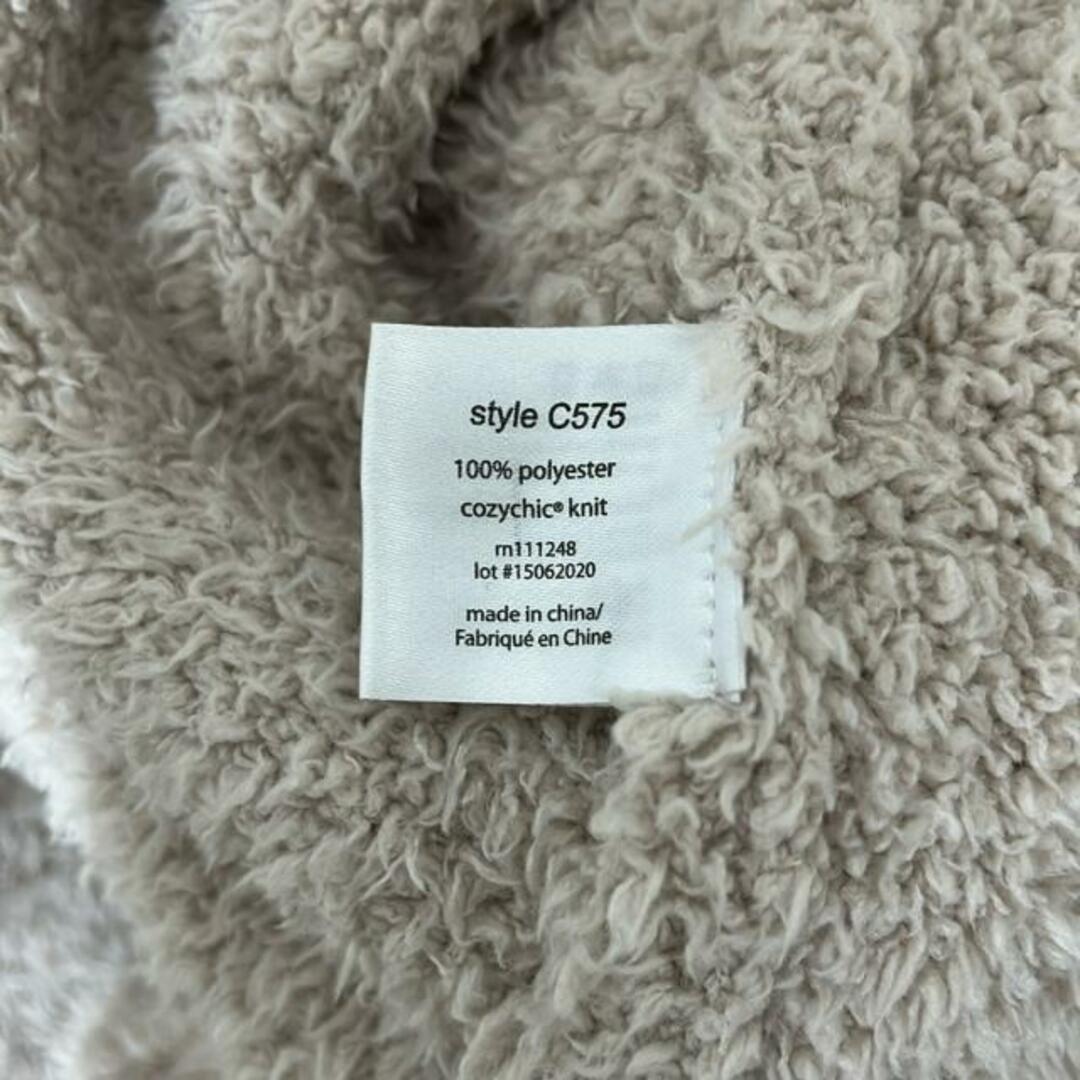 style C575
100% polyester
cozychic® knit
rn111248
lot #15062020
made in china/
Fabriqué en Chine